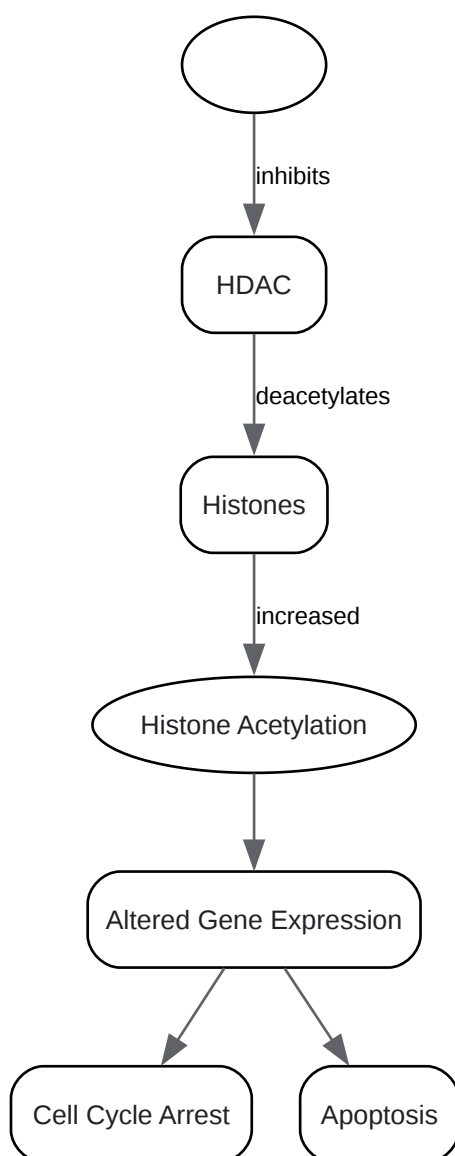 inhibits
HDAC
deacetylates
Histones
increased
Histone Acetylation
Altered Gene Expression
Cell Cycle Arrest
Apoptosis